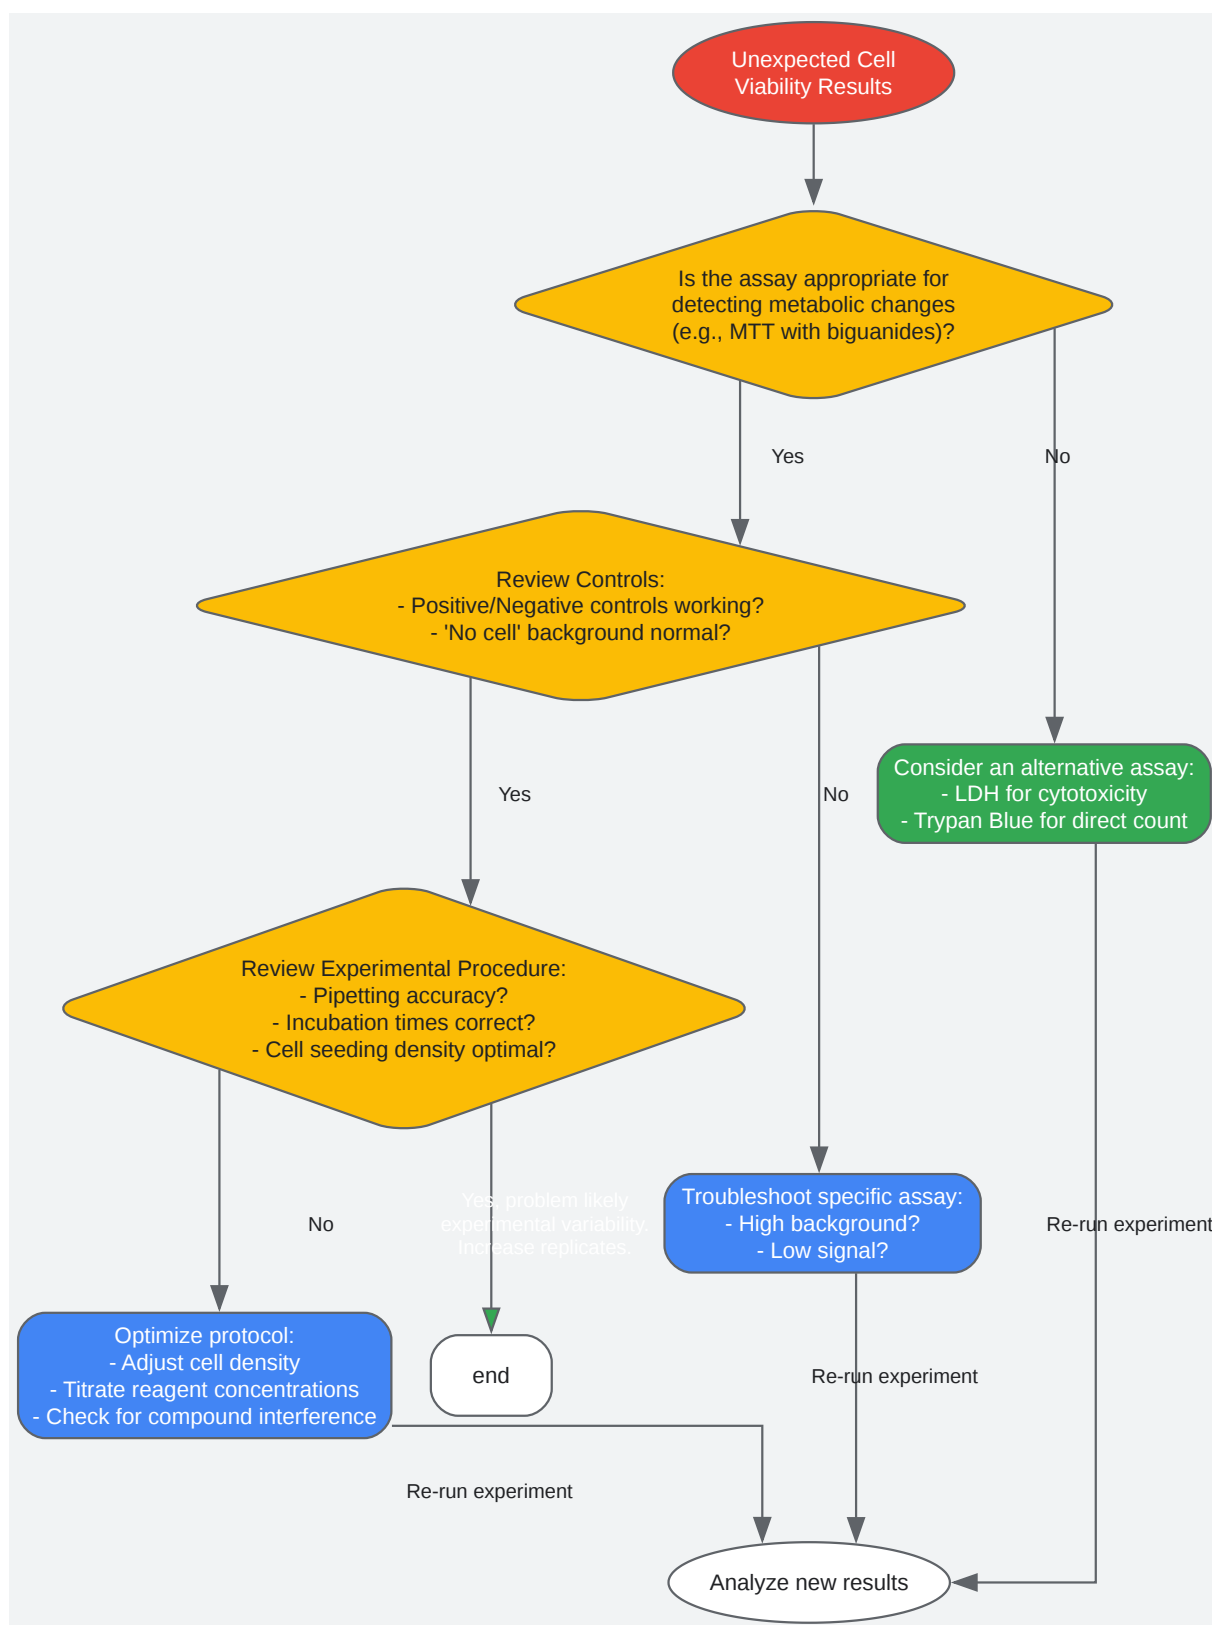 Unexpected Cell
Viability Results
Is the assay appropriate for
detecting metabolic changes
(e.g., MTT with biguanides)?
Yes
No
Review Controls:
- Positive/Negative controls working?
- 'No cell' background normal?
Consider an alternative assay:
- LDH for cytotoxicity
- Trypan Blue for direct count
Yes
No
Review Experimental Procedure:
- Pipetting accuracy?
- Incubation times correct?
- Cell seeding density optimal?
Troubleshoot specific assay:
- High background?
- Low signal?
No
Yes, problem likely
experimental variability.
Increase replicates.
Re-run experiment
Optimize protocol:
- Adjust cell density
- Titrate reagent concentrations
- Check for compound interference
end
Re-run experiment
Re-run experiment
Analyze new results